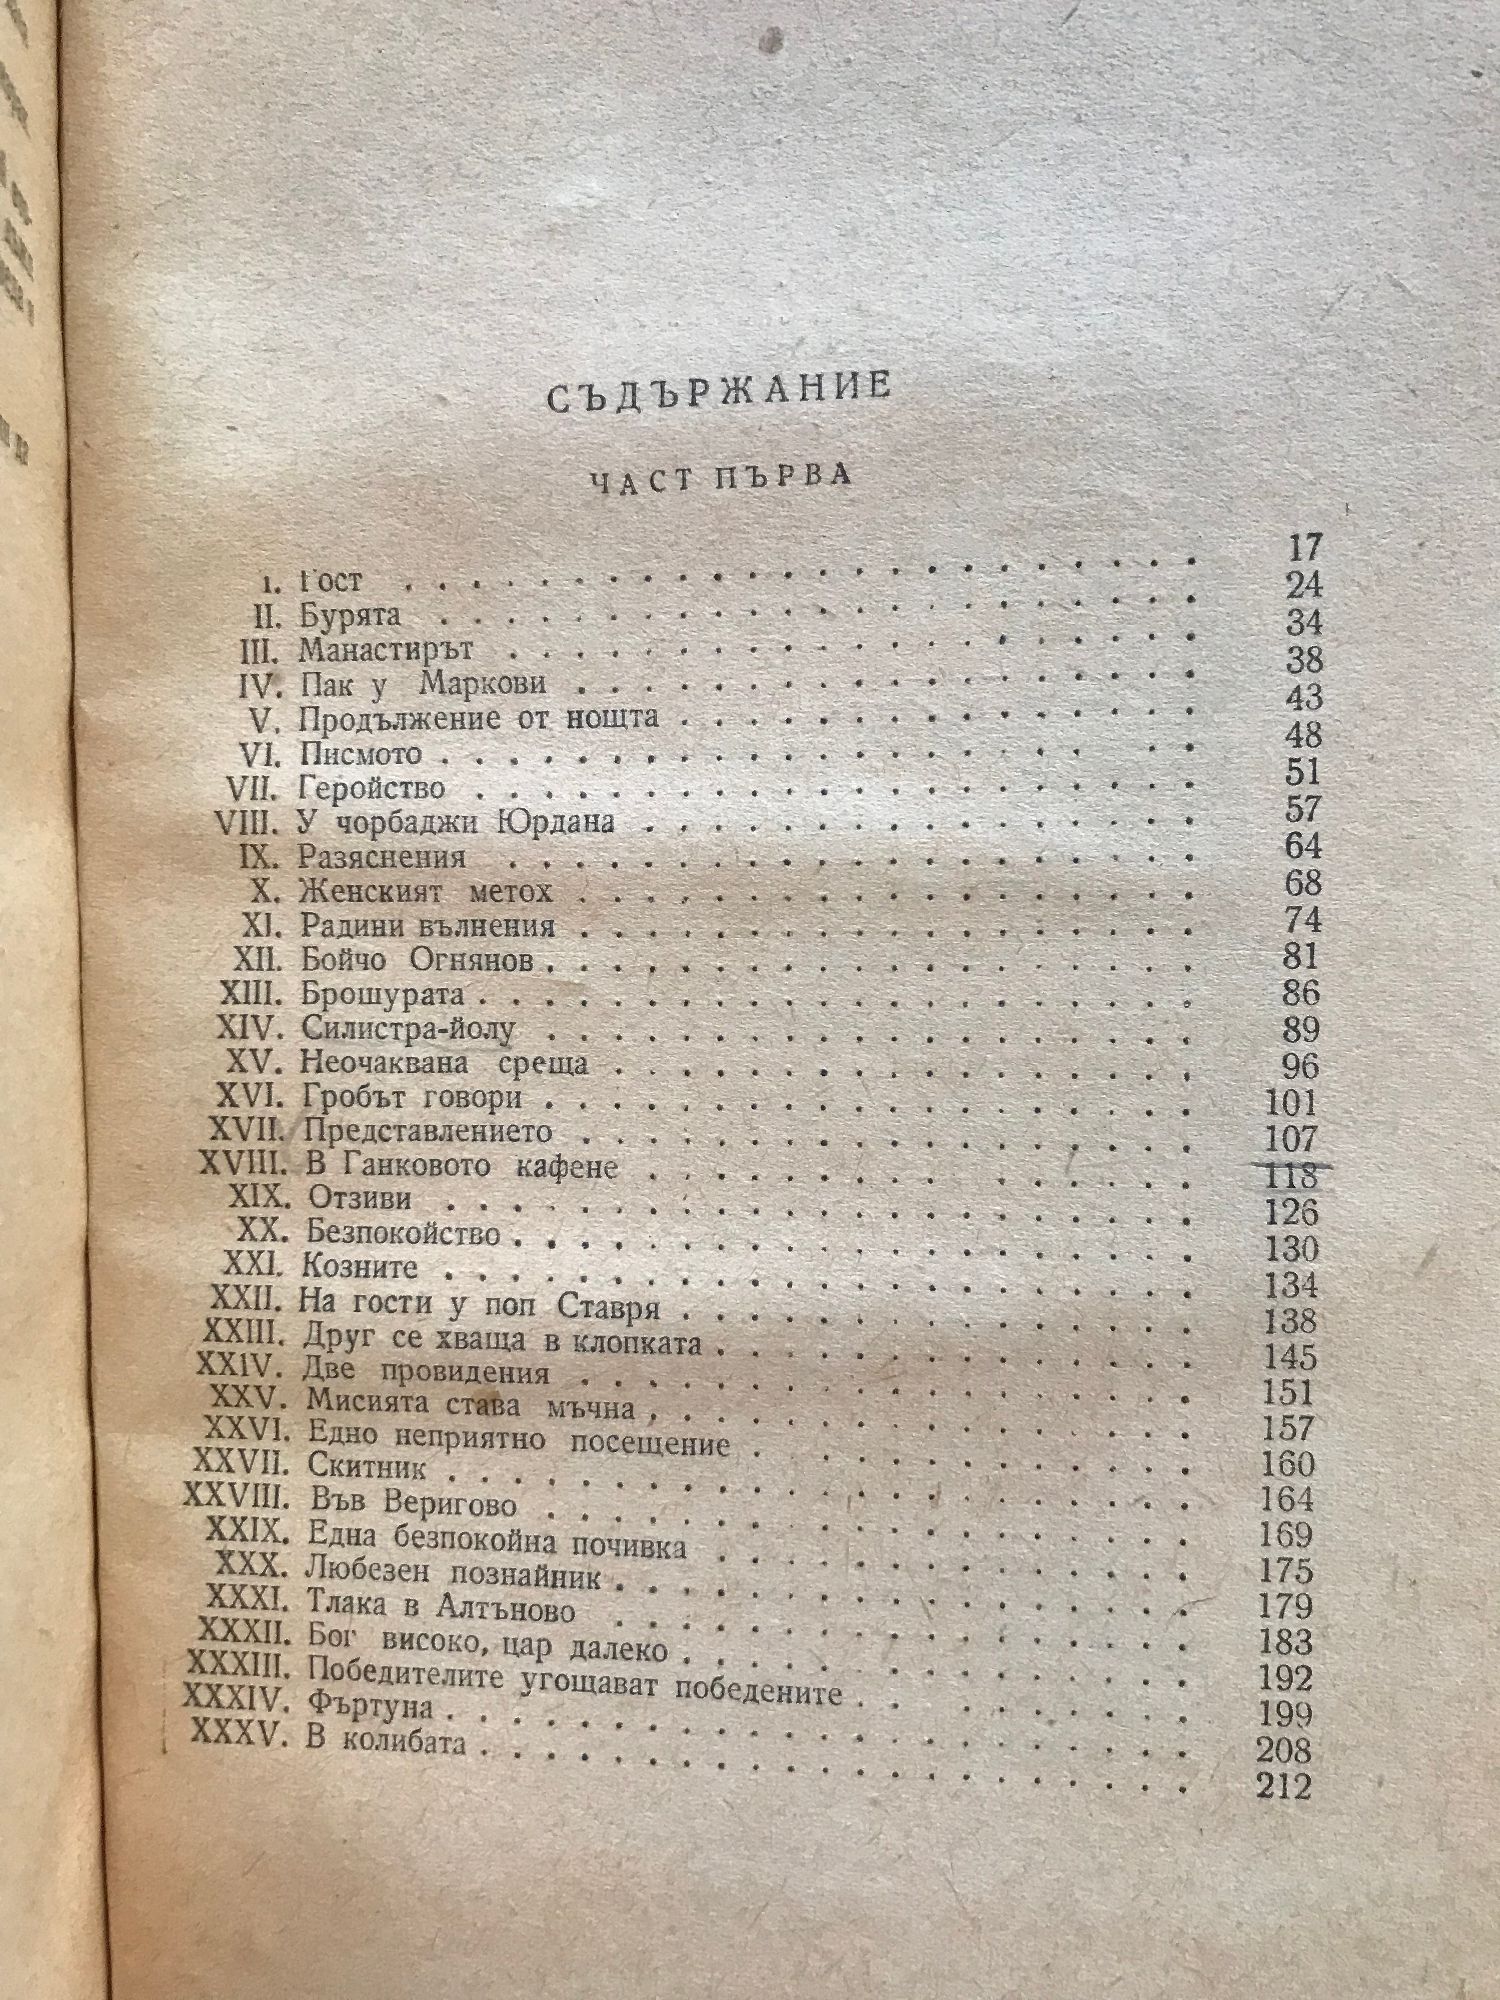 СЪДЪРЖАНИЕ
ЧАСТ ПЪРВА
I. Гост . . . . . . . . . . . . . . . . . . . . . . . 17
II. Бурята . . . . . . . . . . . . . . . . . . . . . . 24
III. Манастирът . . . . . . . . . . . . . . . . . . . . 34
IV. Пак у Маркови . . . . . . . . . . . . . . . . . . 38
V. Продължение от нощта . . . . . . . . . . . . . . . 43
VI. Писмото . . . . . . . . . . . . . . . . . . . . . . 48
VII. Геройство . . . . . . . . . . . . . . . . . . . . . 51
VIII. У чорбаджи Юрдана . . . . . . . . . . . . . . . . 57
IX. Разяснения . . . . . . . . . . . . . . . . . . . . 64
X. Женският метох . . . . . . . . . . . . . . . . . . 68
XI. Радини вълнения . . . . . . . . . . . . . . . . . . 74
XII. Бойчо Огнянов . . . . . . . . . . . . . . . . . . . 81
XIII. Брошурата . . . . . . . . . . . . . . . . . . . . . 86
XIV. Силистра-йолу . . . . . . . . . . . . . . . . . . . 89
XV. Неочаквана среща . . . . . . . . . . . . . . . . . 96
XVI. Гробът говори . . . . . . . . . . . . . . . . . . . 101
XVII. Представлението . . . . . . . . . . . . . . . . . . 107
XVIII. В Ганковото кафене . . . . . . . . . . . . . . . . 118
XIX. Отзиви . . . . . . . . . . . . . . . . . . . . . . 126
XX. Безпокойство . . . . . . . . . . . . . . . . . . . 130
XXI. Козните . . . . . . . . . . . . . . . . . . . . . . 134
XXII. На гости у поп Ставря . . . . . . . . . . . . . . . 138
XXIII. Друг се хваща в клопката . . . . . . . . . . . . . 145
XXIV. Две провидения . . . . . . . . . . . . . . . . . . 151
XXV. Мисията става мъчна . . . . . . . . . . . . . . . . 157
XXVI. Едно неприятно посещение . . . . . . . . . . . . . 160
XXVII. Скитник . . . . . . . . . . . . . . . . . . . . . . 164
XXVIII. Във Веригово . . . . . . . . . . . . . . . . . . . 169
XXIX. Една безпокойна почивка . . . . . . . . . . . . . . 175
XXX. Любезен познайник . . . . . . . . . . . . . . . . . 179
XXXI. Тлака в Алтъново . . . . . . . . . . . . . . . . . 183
XXXII. Бог високо, цар далеко . . . . . . . . . . . . . . 192
XXXIII. Победителите угощават победените . . . . . . . . . . 199
XXXIV. Фъртуна . . . . . . . . . . . . . . . . . . . . . . 208
XXXV. В колибата . . . . . . . . . . . . . . . . . . . . . 212